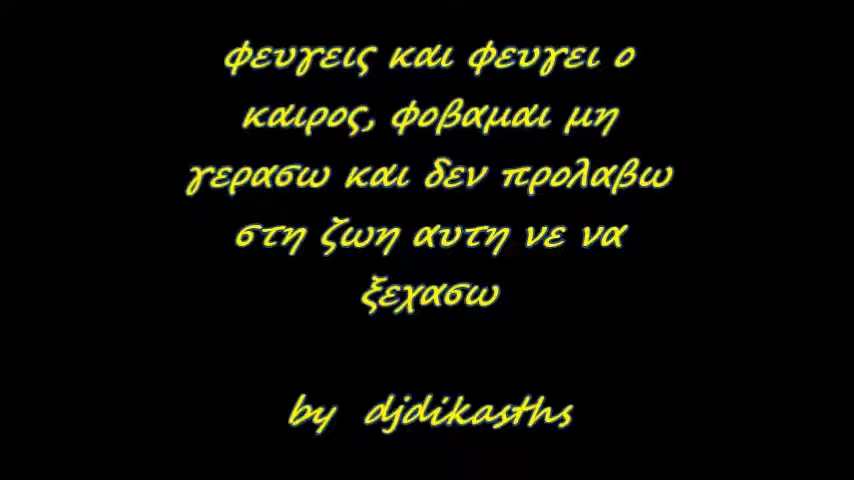 φευγεις και φευγει ο
καιρος, φοβαμαι μη
γερασω και δεν προλαβω
στη ζωη αυτη νε να
ξεχασω
by djdikasths